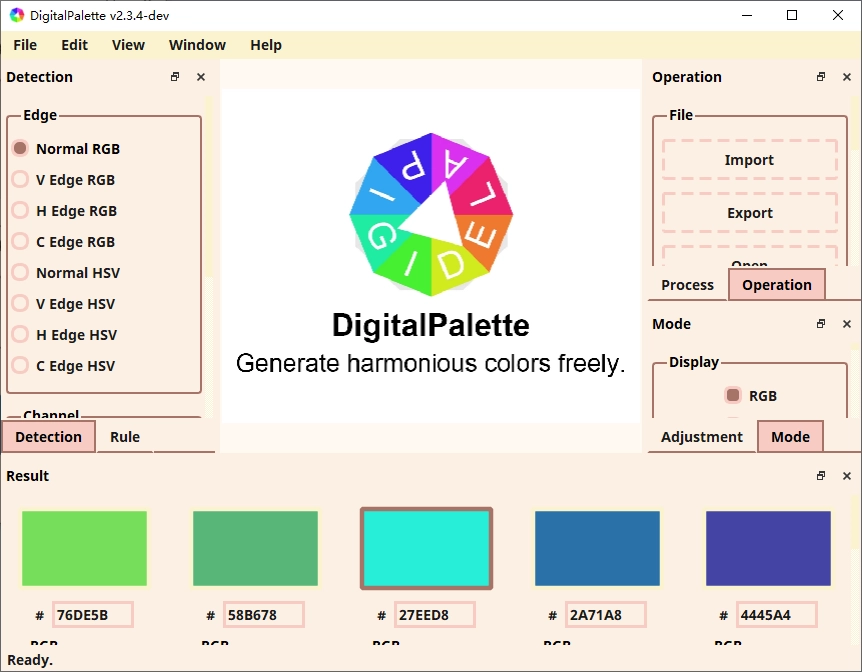 DigitalPalette v2.3.4-dev
File Edit View Window Help
Detection
Edge
Normal RGB
V Edge RGB
H Edge RGB
C Edge RGB
Normal HSV
V Edge HSV
H Edge HSV
C Edge HSV
Channel
Detection Rule
DIGITAL PALE
DigitalPalette
Generate harmonious colors freely.
Operation
File
Import
Export
Open
Process Operation
Mode
Display
RGB
Adjustment Mode
Result
# 76DE5B # 58B678 # 27EED8 # 2A71A8 # 4445A4
RGB RGB RGB RGB RGB
Ready.